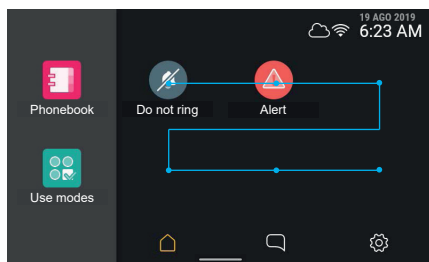 19 AGO 2019
6:23 AM
Phonebook
Do not ring
Alert
Use modes